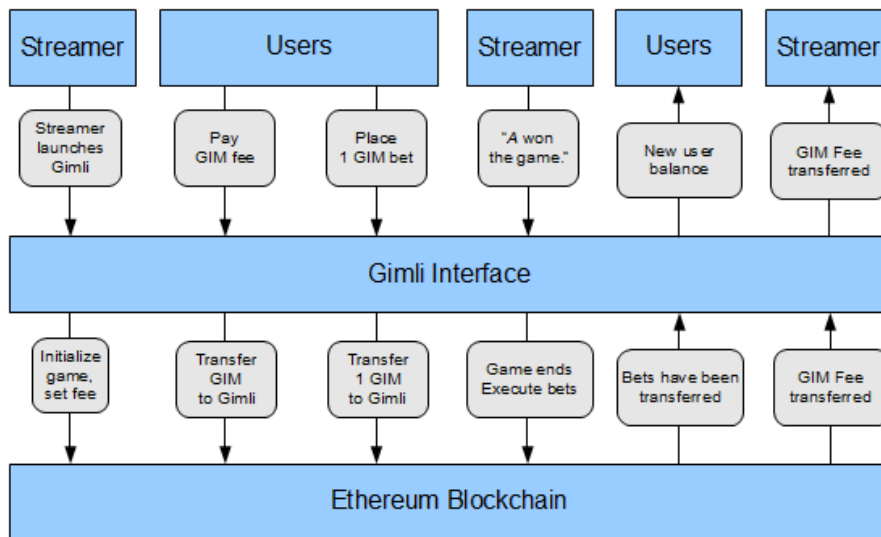 Streamer
Users
Streamer
Users
Streamer
Streamer
launches
Gimli
Pay
GIM fee
Place
1 GIM bet
"A won
the game."
New user
balance
GIM Fee
transferred
Gimli Interface
Initialize
game,
set fee
Transfer
GIM
to Gimli
Transfer
1 GIM
to Gimli
Game ends
Execute bets
Bets have been
transferred
GIM Fee
transferred
Ethereum Blockchain